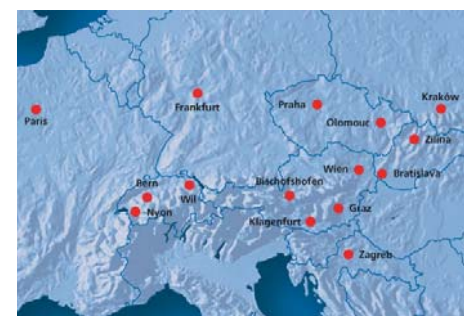 Kraków
Praha
Frankfurt
Paris
Olomouc
Žilina
Wien
Bratislava
Bischofshofen
Bern
Wil
Nyon
Graz
Klagenfurt
Zagreb